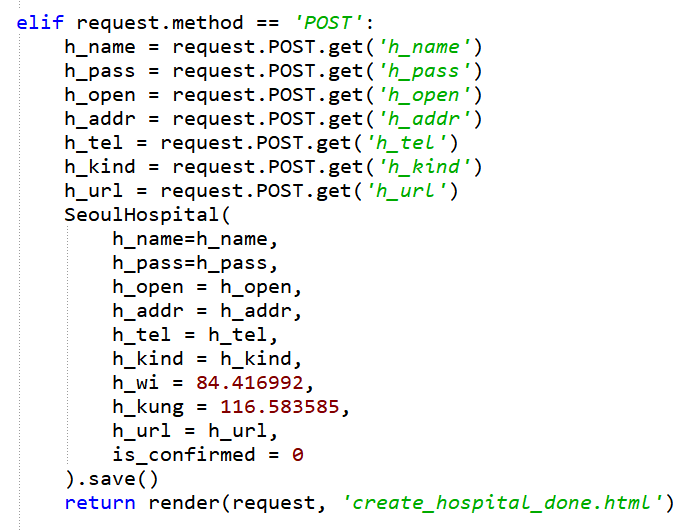 elif request.method == 'POST':
    h_name = request.POST.get('h_name')
    h_pass = request.POST.get('h_pass')
    h_open = request.POST.get('h_open')
    h_addr = request.POST.get('h_addr')
    h_tel = request.POST.get('h_tel')
    h_kind = request.POST.get('h_kind')
    h_url = request.POST.get('h_url')
    SeoulHospital(
        h_name=h_name,
        h_pass=h_pass,
        h_open = h_open,
        h_addr = h_addr,
        h_tel = h_tel,
        h_kind = h_kind,
        h_wi = 84.416992,
        h_kung = 116.583585,
        h_url = h_url,
        is_confirmed = 0
    ).save()
    return render(request, 'create_hospital_done.html')